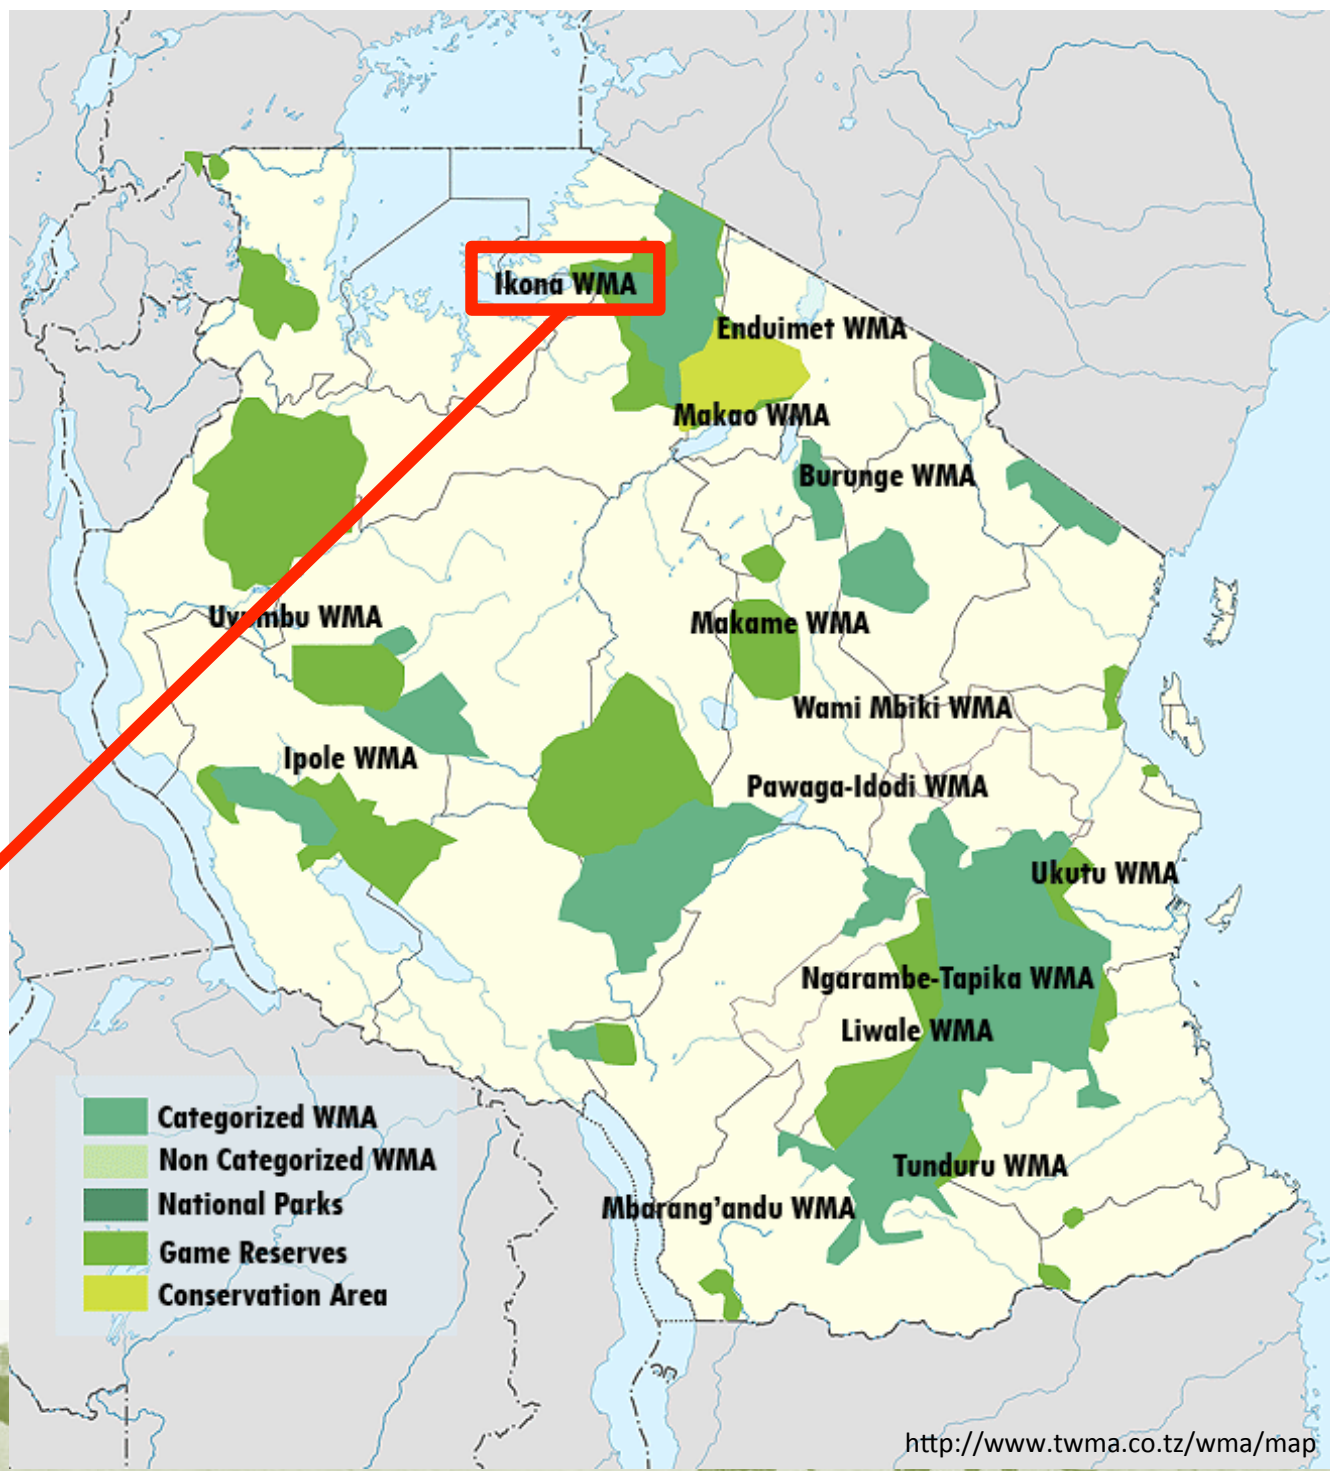 Ikona WMA
Enduimet WMA
Makao WMA
Burunge WMA
Uyumbu WMA
Makame WMA
Wami Mbiki WMA
Ipole WMA
Pawaga-Idodi WMA
Ukutu WMA
Ngarambe-Tapika WMA
Liwale WMA
Tunduru WMA
Mbarang'andu WMA
Categorized WMA
Non Categorized WMA
National Parks
Game Reserves
Conservation Area
http://www.twma.co.tz/wma/map